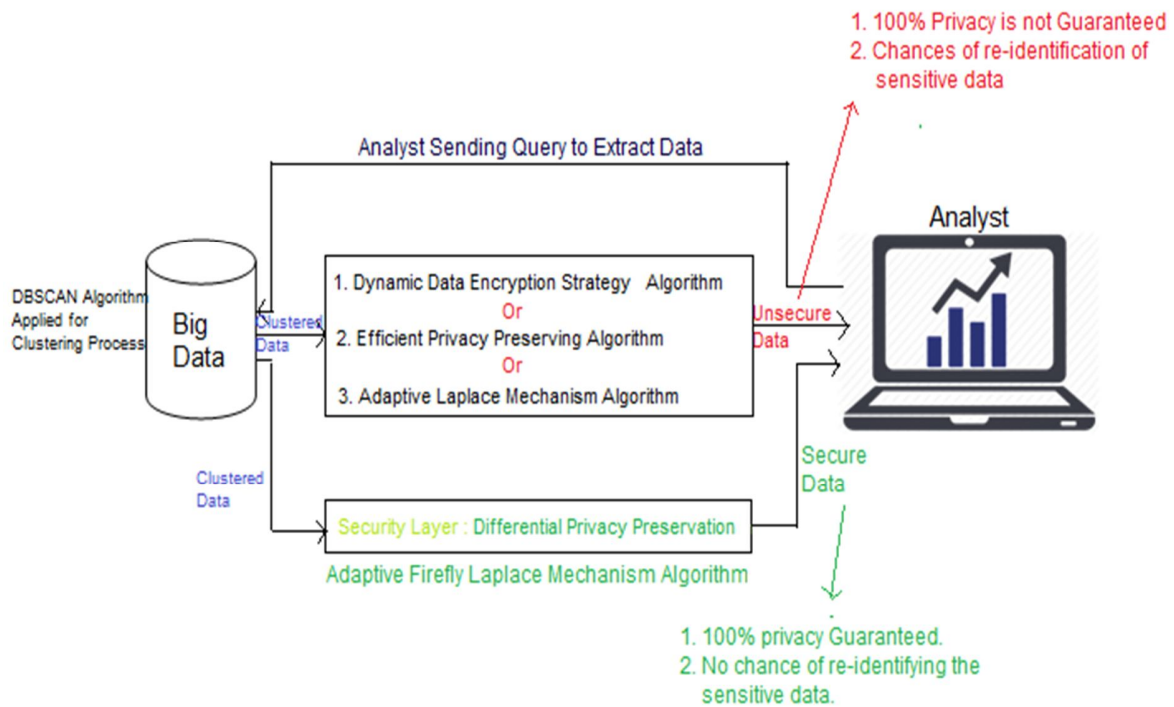 1. 100% Privacy is not Guaranteed
2. Chances of re-identification of
sensitive data
Analyst Sending Query to Extract Data
Analyst
DBSCAN Algorithm
Applied for
Clustering Process
Big
Data
Clustered
Data
1. Dynamic Data Encryption Strategy Algorithm
Or
2. Efficient Privacy Preserving Algorithm
Or
3. Adaptive Laplace Mechanism Algorithm
Unsecure
Data
Clustered
Data
Security Layer : Differential Privacy Preservation
Adaptive Firefly Laplace Mechanism Algorithm
Secure
Data
1. 100% privacy Guaranteed.
2. No chance of re-identifying the
sensitive data.